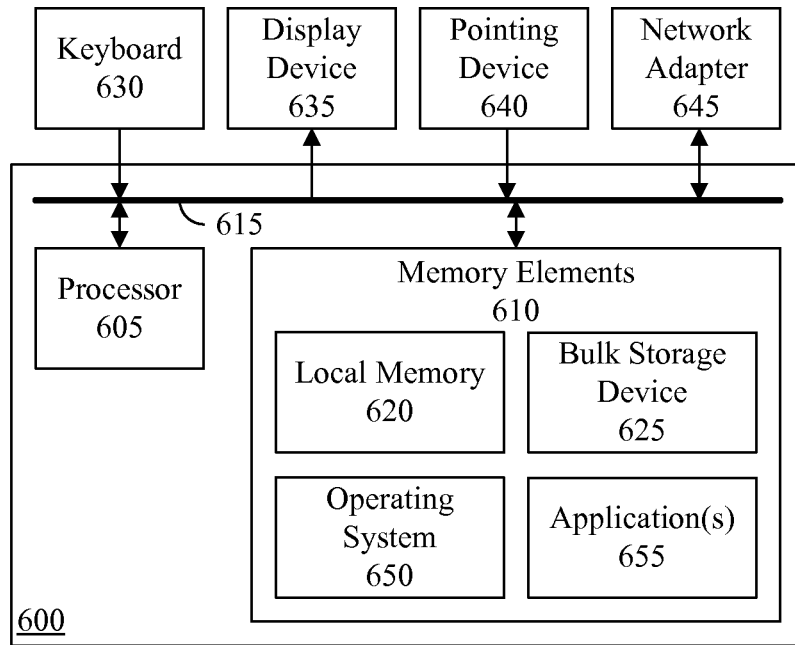 Keyboard
630
Display
Device
635
Pointing
Device
640
Network
Adapter
645
615
Processor
605
Memory Elements
610
Local Memory
620
Bulk Storage
Device
625
Operating
System
650
Application(s)
655
600